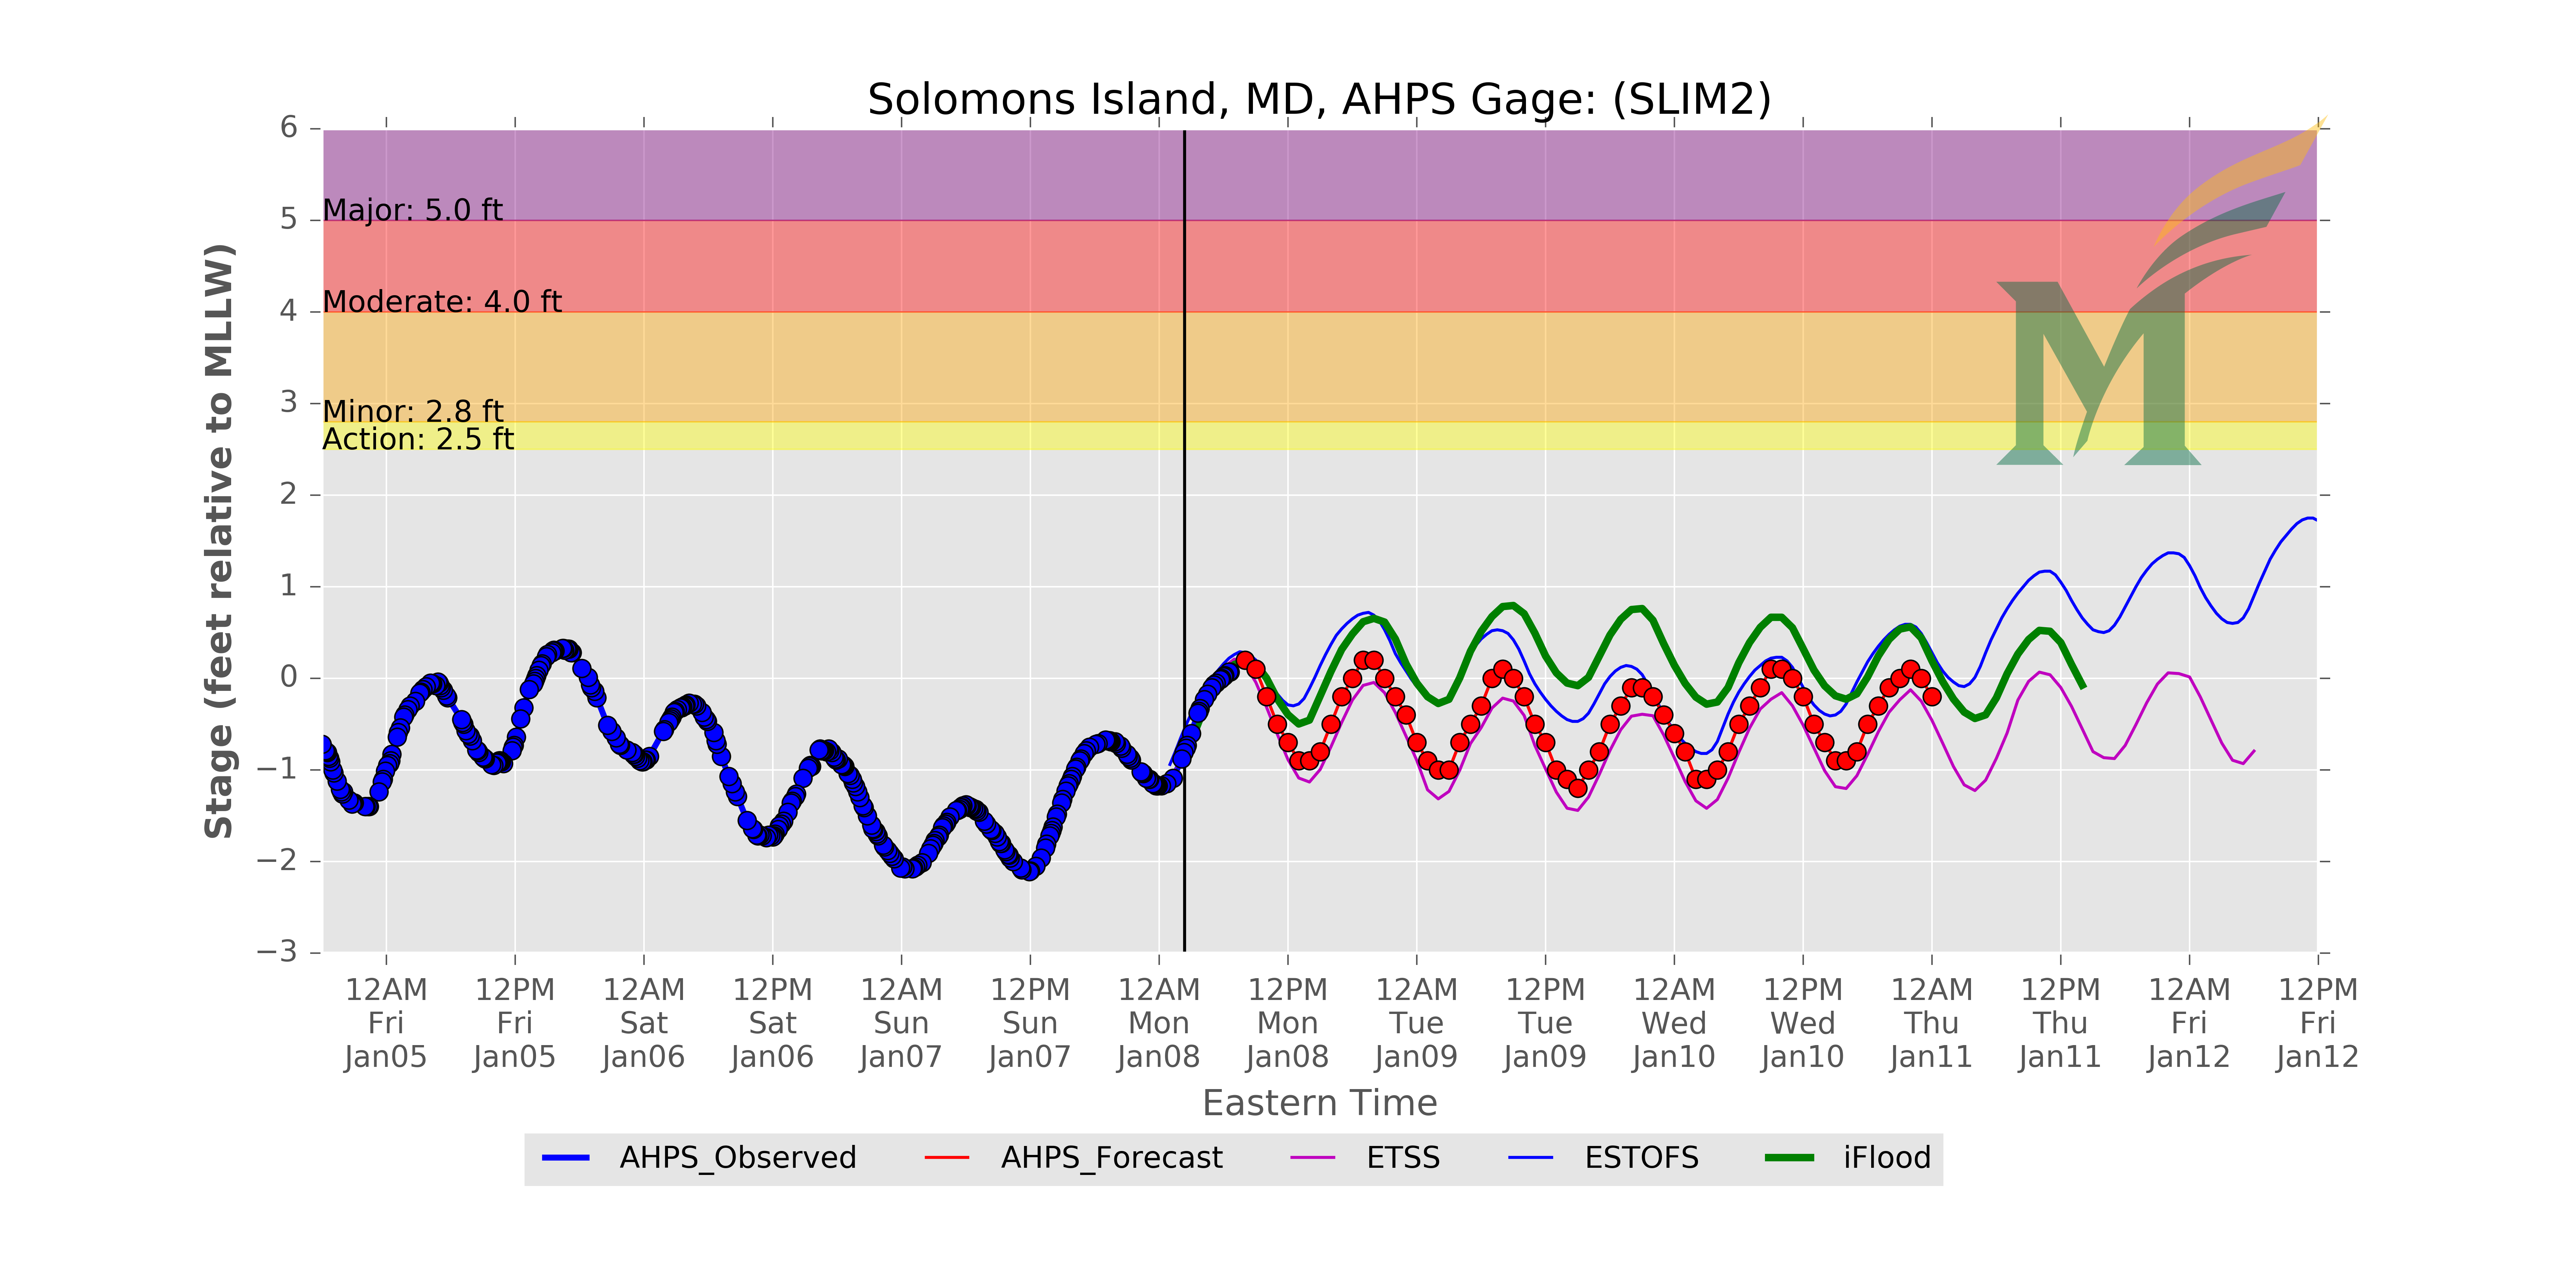 Solomons Island, MD, AHPS Gage: (SLIM2)
Stage (feet relative to MLLW)
6
5
4
3
2
1
0
−1
−2
−3
Major: 5.0 ft
Moderate: 4.0 ft
Minor: 2.8 ft
Action: 2.5 ft
M
12AM 12PM 12AM 12PM 12AM 12PM 12AM 12PM 12AM 12PM 12AM 12PM 12AM 12PM 12AM 12PM
Fri Fri Sat Sat Sun Sun Mon Mon Tue Tue Wed Wed Thu Thu Fri Fri
Jan05 Jan05 Jan06 Jan06 Jan07 Jan07 Jan08 Jan08 Jan09 Jan09 Jan10 Jan10 Jan11 Jan11 Jan12 Jan12
Eastern Time
AHPS_Observed AHPS_Forecast ETSS ESTOFS iFlood